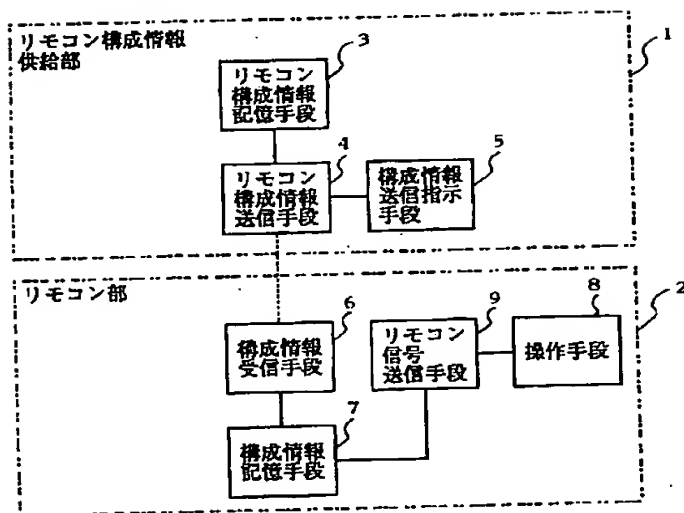 リモコン構成情報
供給部
1
3
リモコン
構成情報
記憶手段
4
リモコン
構成情報
送信手段
5
構成情報
送信指示
手段
リモコン部
2
6
構成情報
受信手段
9
リモコン
信号
送信手段
8
操作手段
7
構成情報
記憶手段